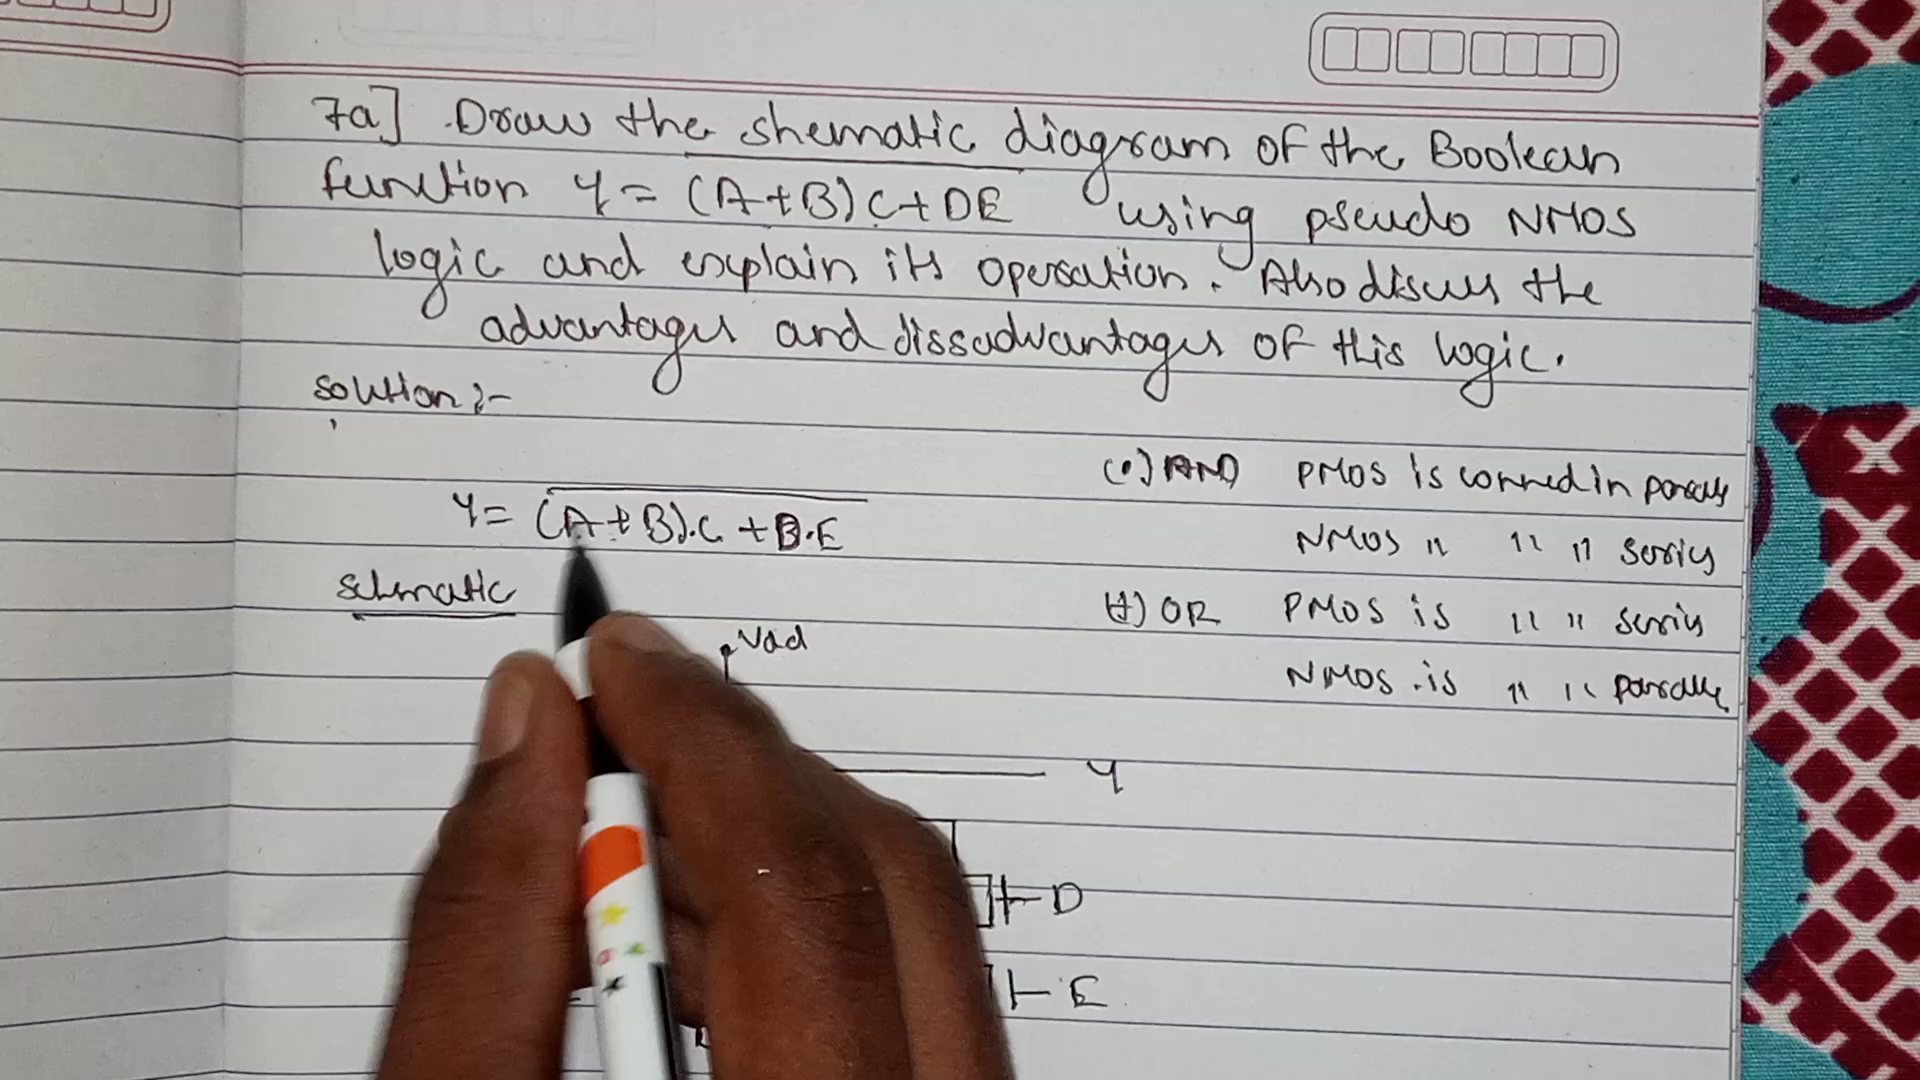 7a] Draw the shematic diagram of the Boolean
function Y = (A+B)C+DE using pseudo NMOS
logic and explain its operation. Also discuss the
advantages and dissadvantages of this logic.
solution :-
(•) AND PMOS is conned in parally
Y = (A+B).C + D.E
NMOS " " " series
schematic
(+) OR PMOS is " " series
Vdd
NMOS is " " parally
Y
D
E